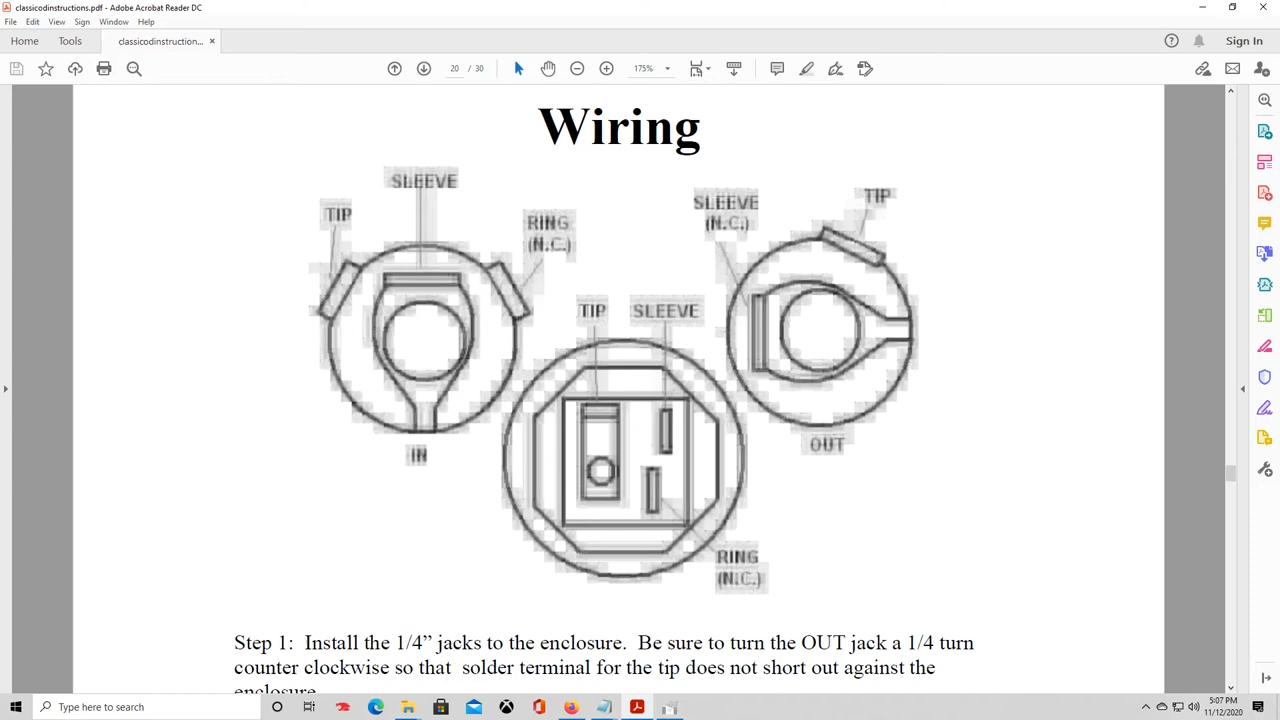 classicodinstructions.pdf - Adobe Acrobat Reader DC
File Edit View Sign Window Help
Home Tools classicodinstruction... × Sign In
20 / 30 175%
Wiring
SLEEVE
TIP
RING
(N.C.)
IN
TIP
SLEEVE
RING
(N.C.)
SLEEVE
(N.C.)
TIP
OUT
Step 1: Install the 1/4” jacks to the enclosure. Be sure to turn the OUT jack a 1/4 turn
counter clockwise so that solder terminal for the tip does not short out against the
enclosure.
Type here to search
5:07 PM
11/12/2020